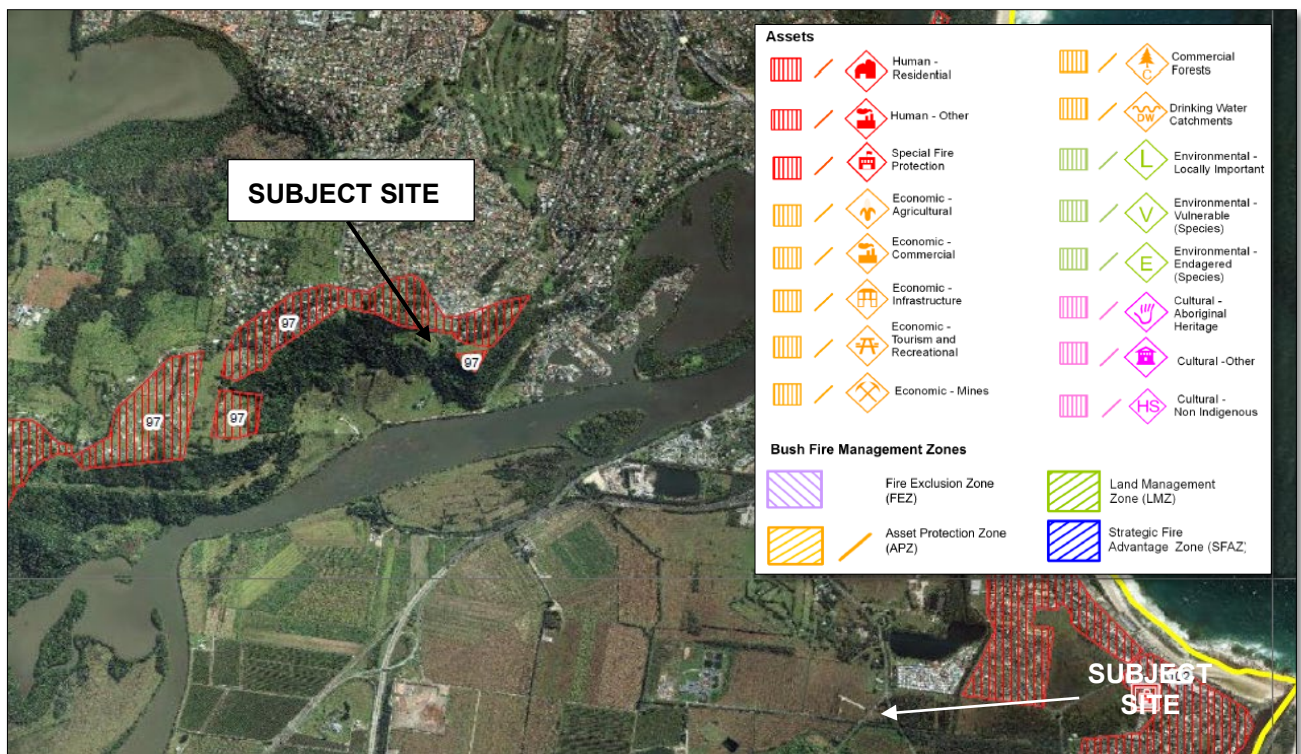 SUBJECT SITE
97
97
97
97
Assets
Human -
Residential
Human - Other
Special Fire
Protection
Economic -
Agricultural
Economic -
Commercial
Economic -
Infrastructure
Economic -
Tourism and
Recreational
Economic - Mines
C
Commercial
Forests
DW
Drinking Water
Catchments
L
Environmental -
Locally Important
V
Environmental -
Vulnerable
(Species)
E
Environmental -
Endagered
(Species)
Cultural -
Aboriginal
Heritage
Cultural -Other
HS
Cultural -
Non Indigenous
Bush Fire Management Zones
Fire Exclusion Zone
(FEZ)
Asset Protection Zone
(APZ)
Land Management
Zone (LMZ)
Strategic Fire
Advantage Zone (SFAZ)
SUBJECT
SITE